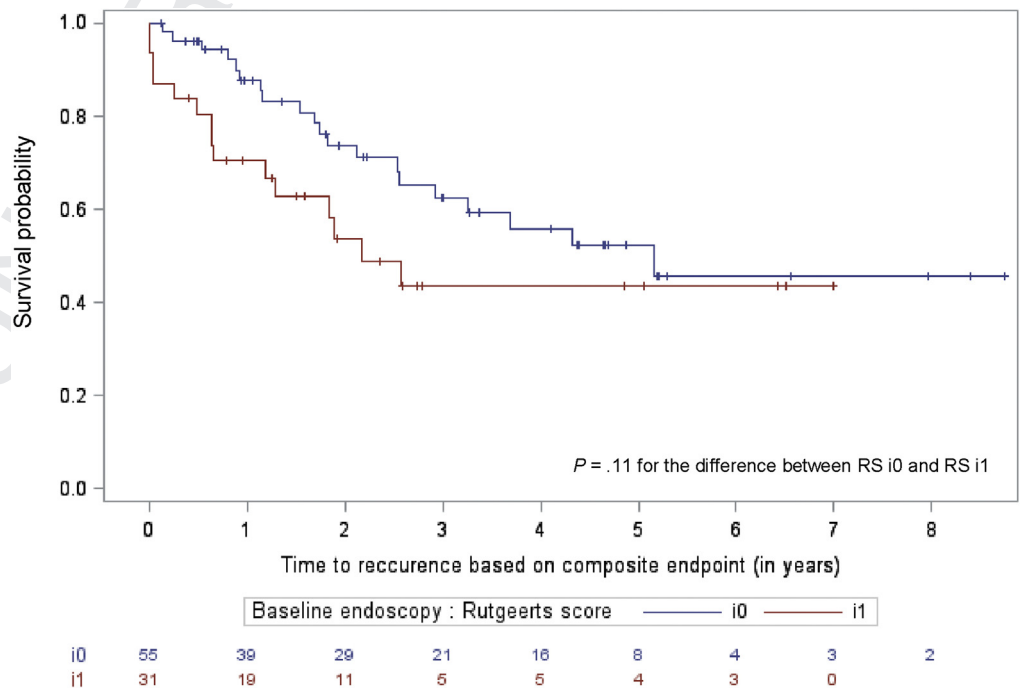 1.0
0.8
0.6
0.4
0.2
0.0
Survival probability
P = .11 for the difference between RS i0 and RS i1
0 1 2 3 4 5 6 7 8
Time to reccurence based on composite endpoint (in years)
Baseline endoscopy : Rutgeerts score i0 i1
i0 55 39 29 21 16 8 4 3 2
i1 31 19 11 5 5 4 3 0